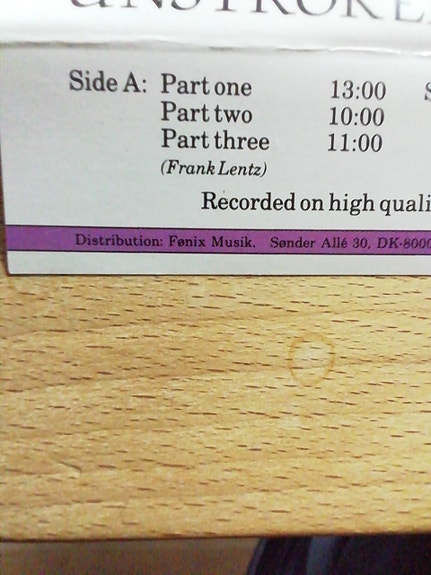 Side A: Part one 13:00 S
Part two 10:00
Part three 11:00
(Frank Lentz)
Recorded on high quali
Distribution: Fønix Musik. Sønder Allé 30, DK-8000